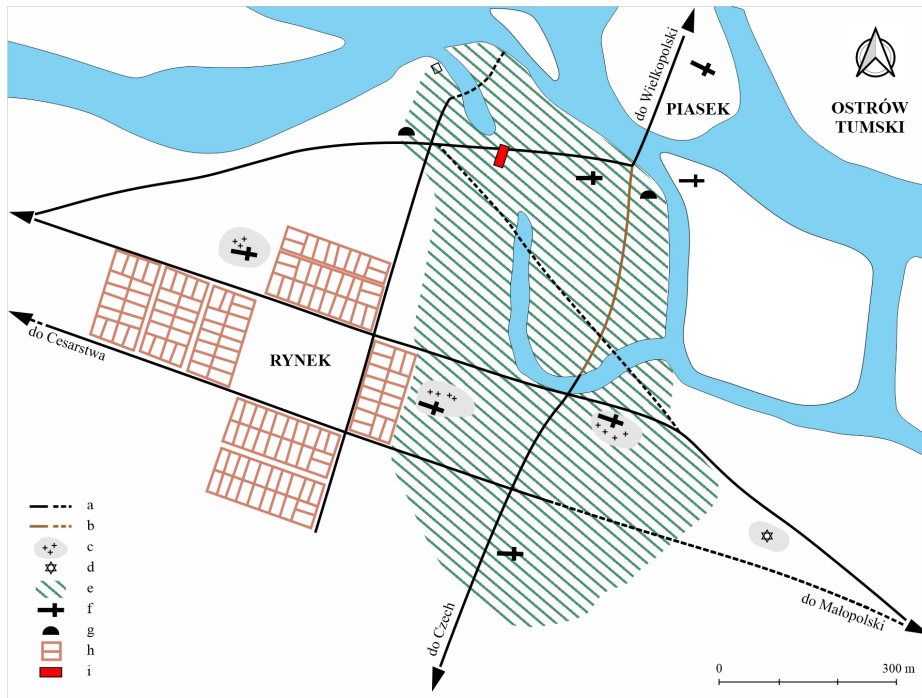 do Wielkopolski
PIASEK
OSTRÓW
TUMSKI
do Cesarstwa
RYNEK
a
b
c
d
e
f
g
h
i
do Czech
do Małopolski
0
300 m